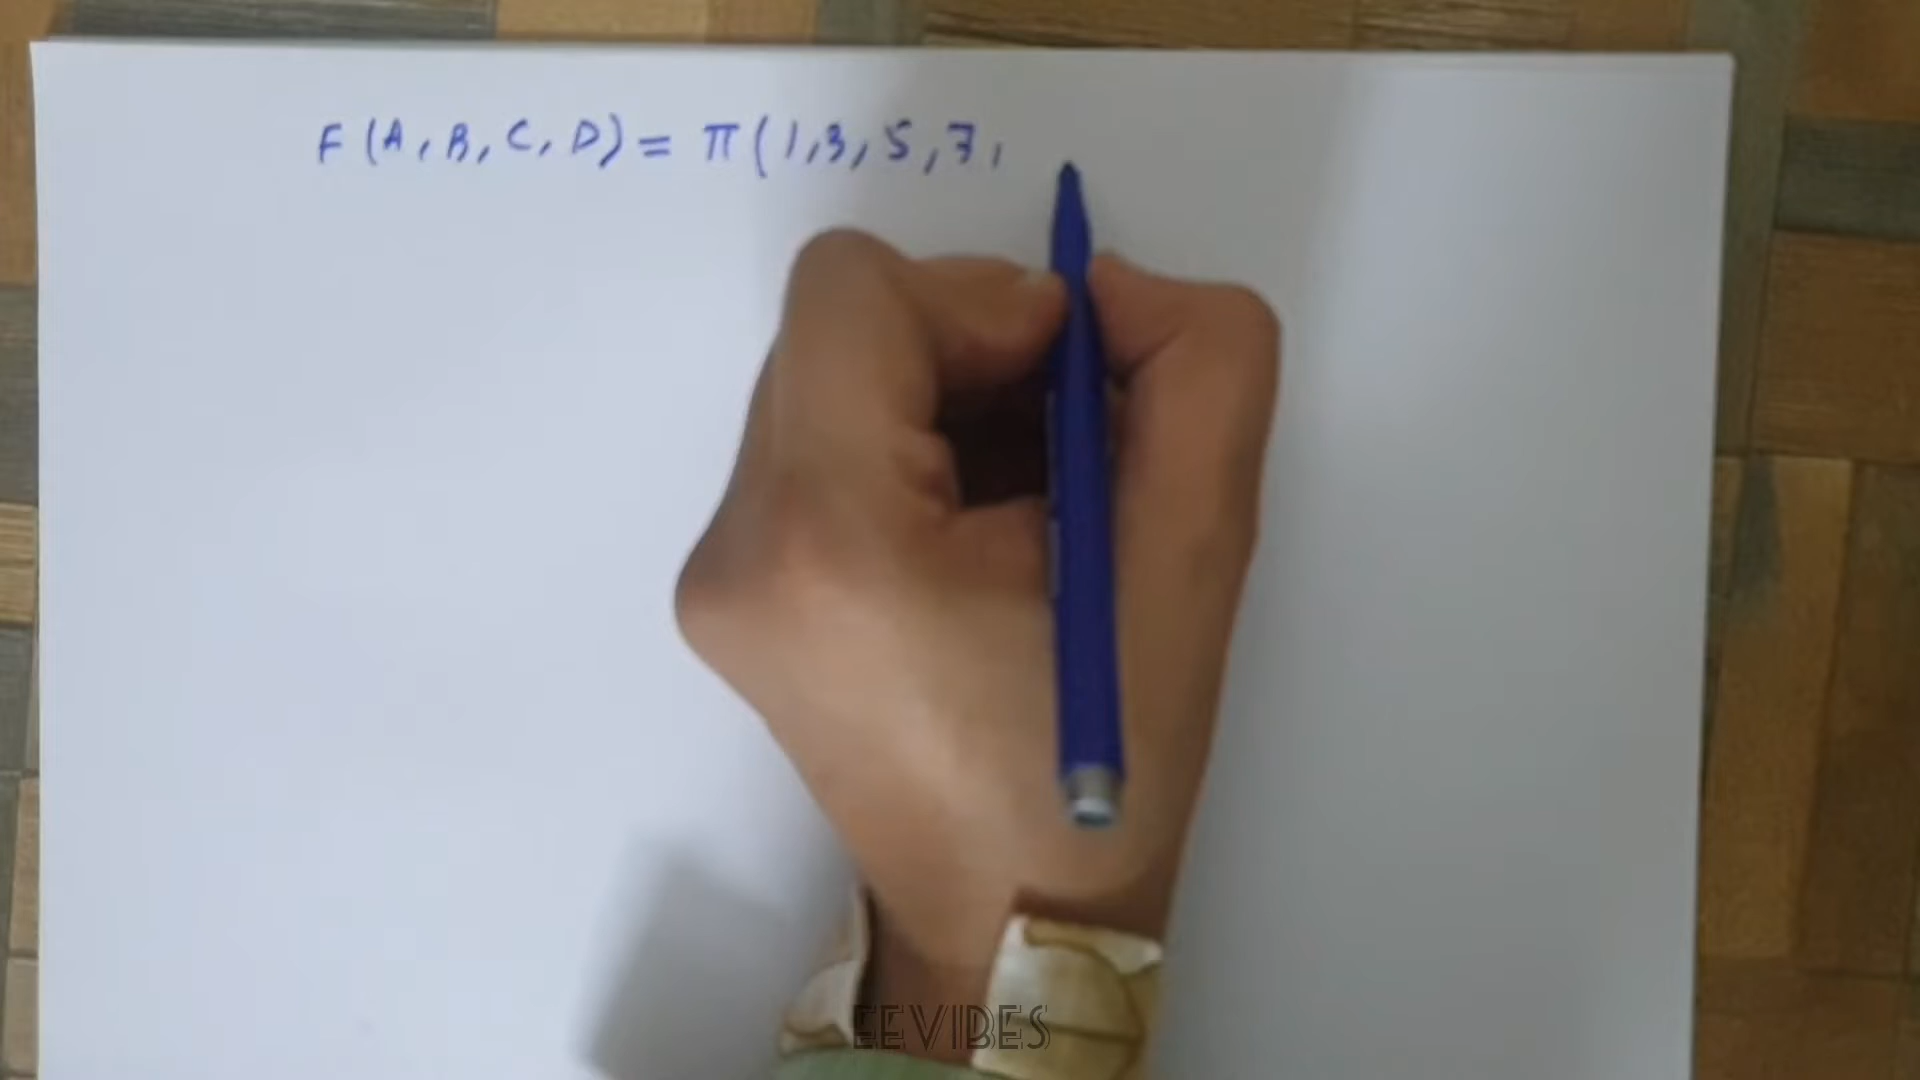 F (A, B, C, D) = π (1, 3, 5, 7,
EEVIBES